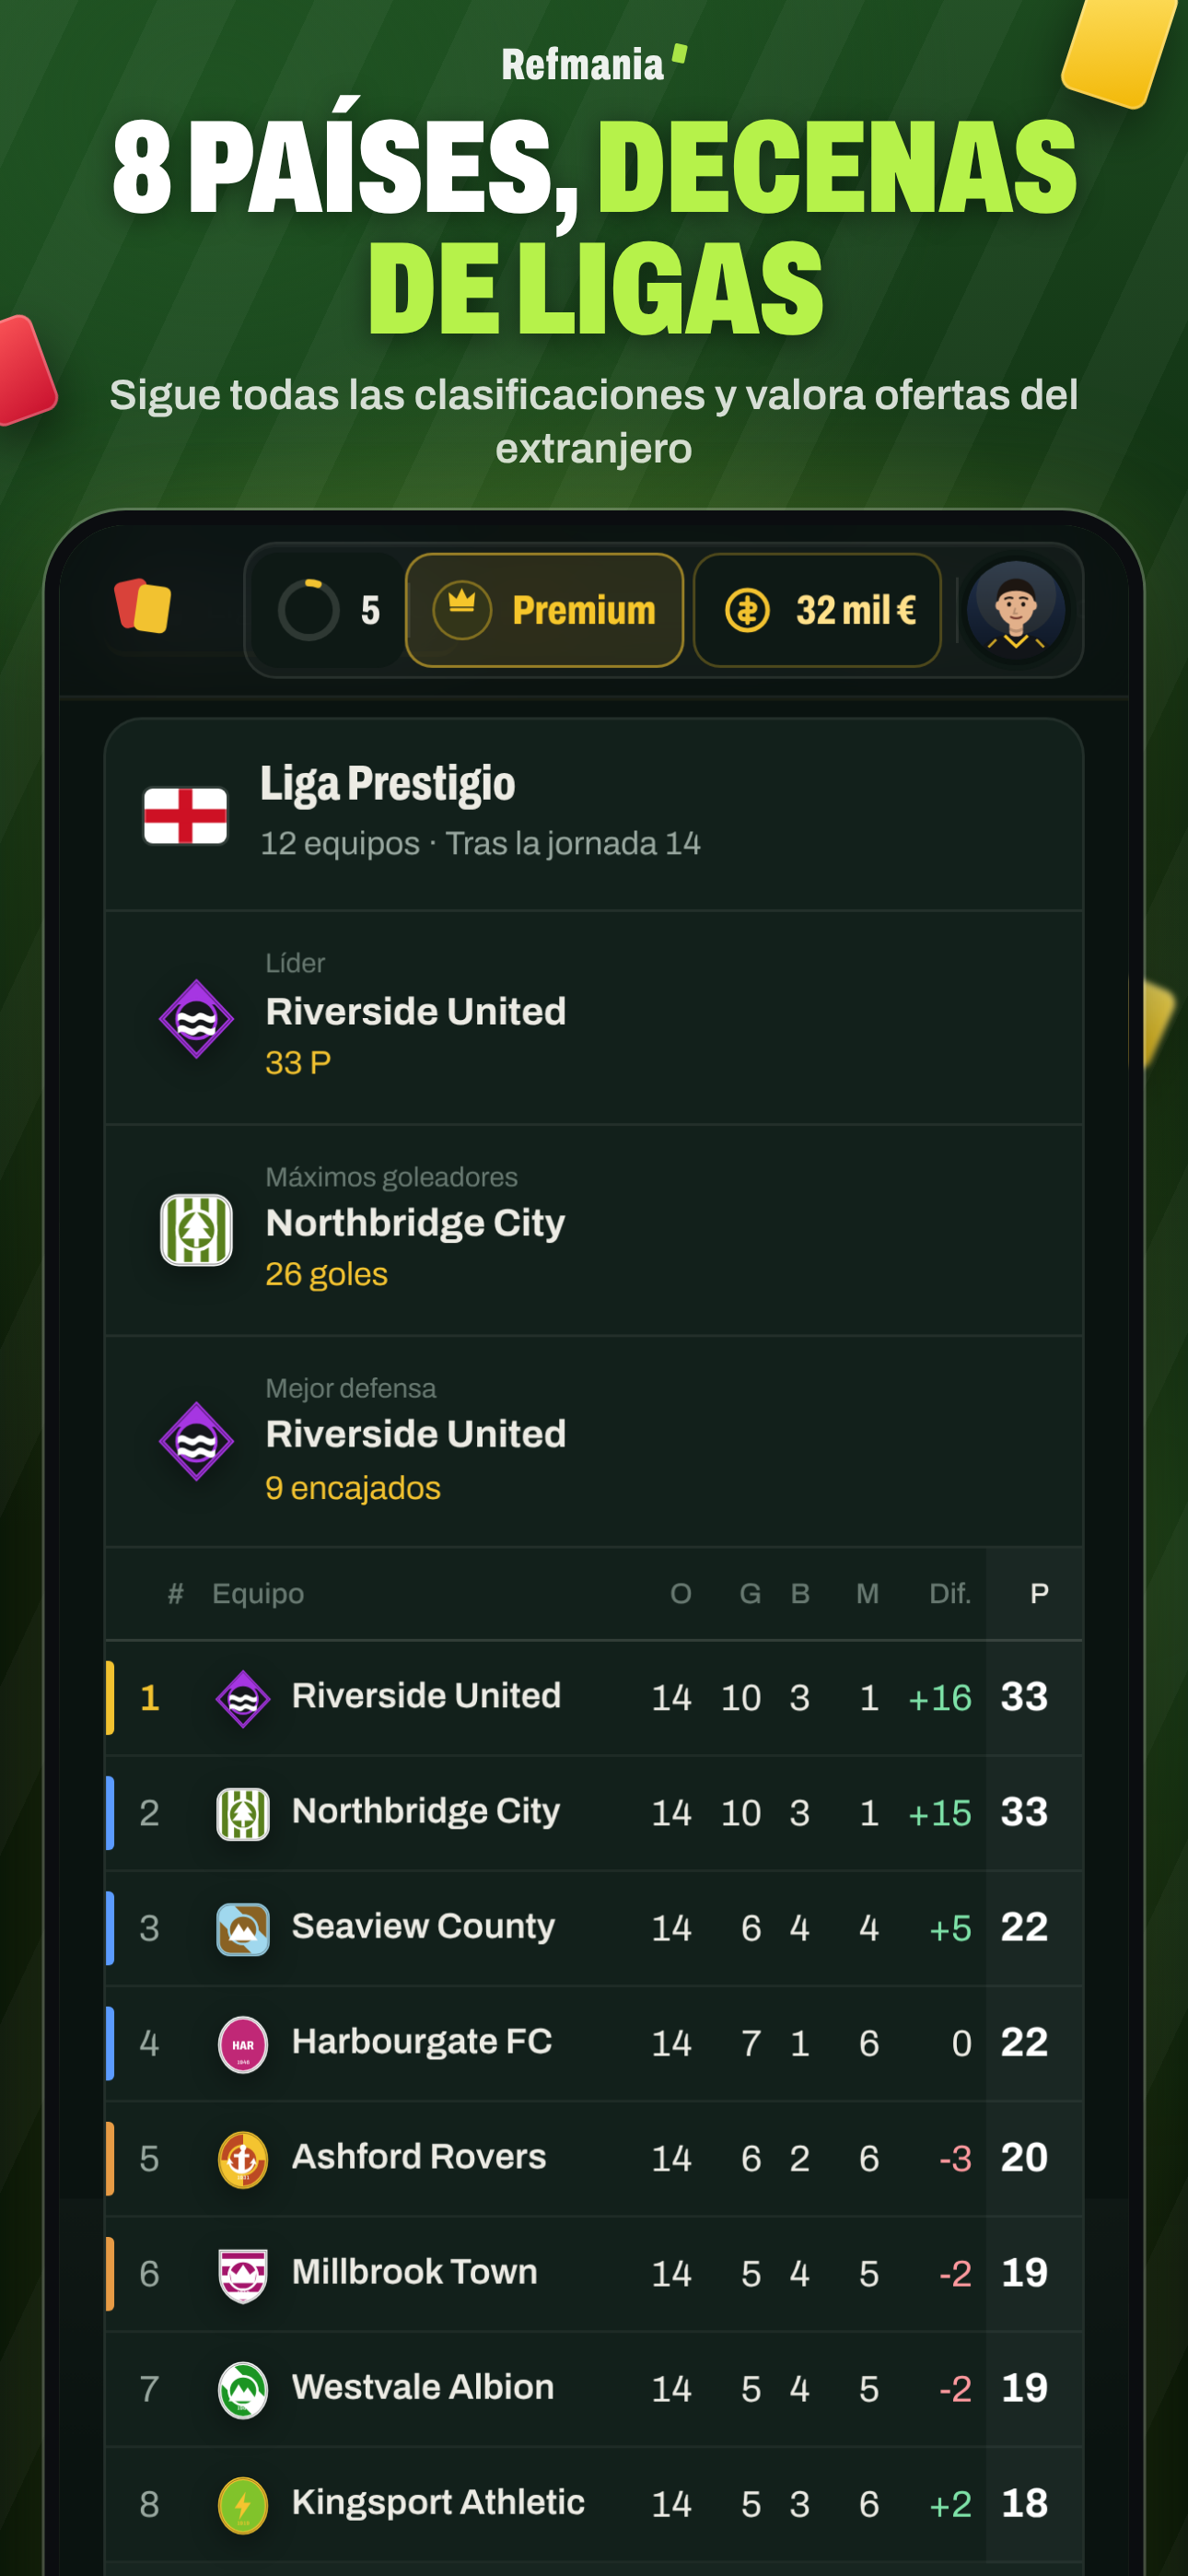 Refmania
8 PAÍSES, DECENAS
DE LIGAS
Sigue todas las clasificaciones y valora ofertas del
extranjero
5 Premium 32 mil €
Liga Prestigio
12 equipos · Tras la jornada 14
Líder
Riverside United
33 P
Máximos goleadores
Northbridge City
26 goles
Mejor defensa
Riverside United
9 encajados
# Equipo O G B M Dif. P
1 Riverside United 14 10 3 1 +16 33
2 Northbridge City 14 10 3 1 +15 33
3 Seaview County 14 6 4 4 +5 22
4 HAR Harbourgate FC 14 7 1 6 0 22
5 Ashford Rovers 14 6 2 6 -3 20
6 Millbrook Town 14 5 4 5 -2 19
7 Westvale Albion 14 5 4 5 -2 19
8 Kingsport Athletic 14 5 3 6 +2 18